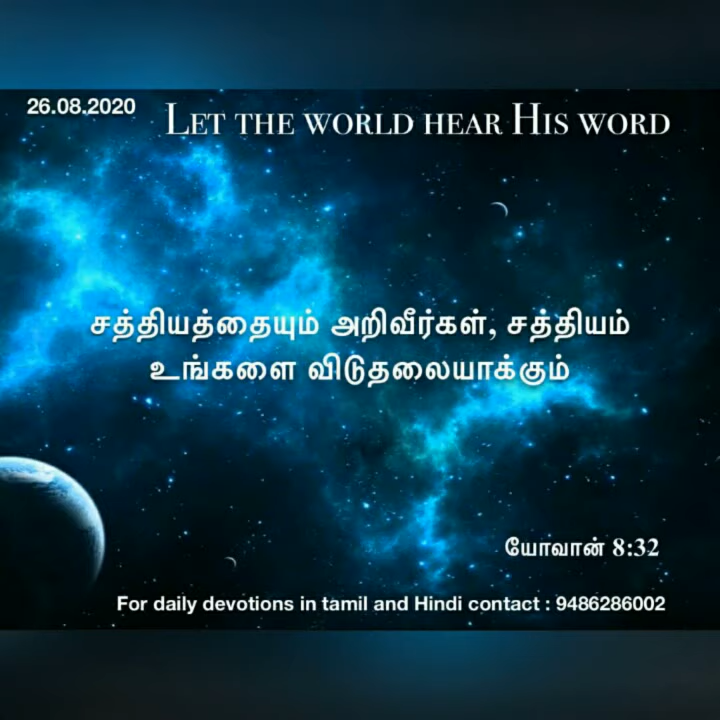 26.08.2020
LET THE WORLD HEAR HIS WORD
சத்தியத்தையும் அறிவீர்கள், சத்தியம்
உங்களை விடுதலையாக்கும்
யோவான் 8:32
For daily devotions in tamil and Hindi contact : 9486286002